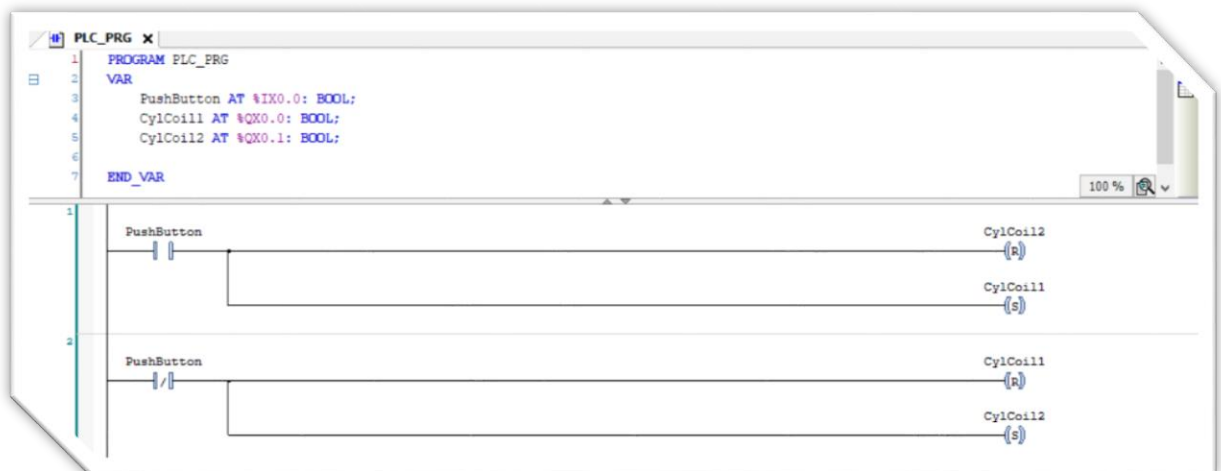 PLC_PRG X
1 PROGRAM PLC_PRG
2 VAR
3 PushButton AT %IX0.0: BOOL;
4 CylCoil1 AT %QX0.0: BOOL;
5 CylCoil2 AT %QX0.1: BOOL;
6
7 END_VAR
100 %
1
PushButton CylCoil2
R
CylCoil1
S
2
PushButton CylCoil1
/ R
CylCoil2
S